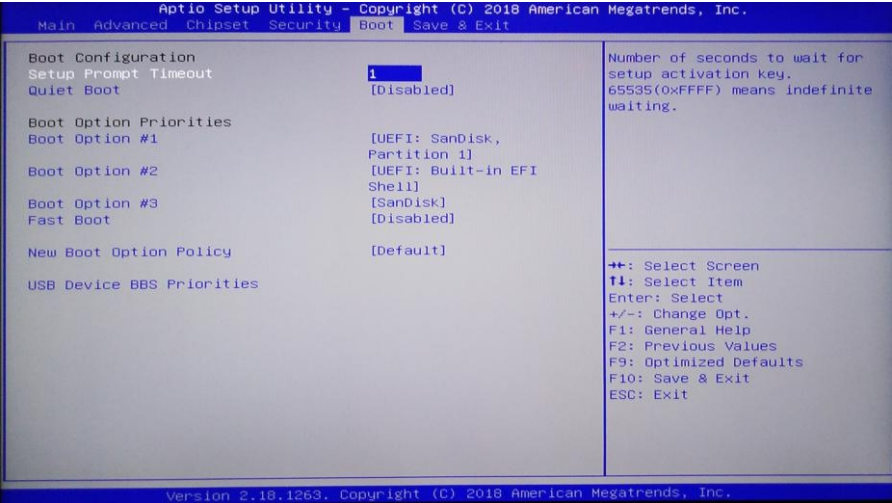 Aptio Setup Utility - Copyright (C) 2018 American Megatrends, Inc.
Main Advanced Chipset Security Boot Save & Exit
Boot Configuration
Setup Prompt Timeout 1
Quiet Boot [Disabled]
Boot Option Priorities
Boot Option #1 [UEFI: SanDisk,
Partition 1]
Boot Option #2 [UEFI: Built-in EFI
Shell]
Boot Option #3 [SanDisk]
Fast Boot [Disabled]
New Boot Option Policy [Default]
USB Device BBS Priorities
Number of seconds to wait for
setup activation key.
65535(0xFFFF) means indefinite
waiting.
→←: Select Screen
↑↓: Select Item
Enter: Select
+/-: Change Opt.
F1: General Help
F2: Previous Values
F9: Optimized Defaults
F10: Save & Exit
ESC: Exit
Version 2.18.1263. Copyright (C) 2018 American Megatrends, Inc.